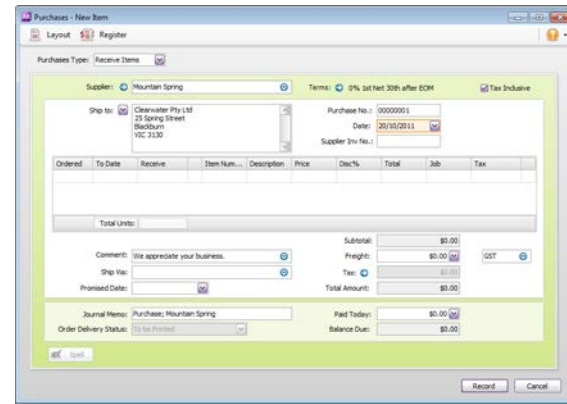 Purchases - New Item
Layout Register
Purchases Type: Receive Items
Supplier: Mountain Spring Terms: 0% 1st Net 30th after EOM Tax Inclusive
Ship to: Clearwater Pty Ltd
25 Spring Street
Blackburn
VIC 3130
Purchase No.: 00000001
Date: 20/10/2011
Supplier Inv No.:
Ordered To Date Receive Item Num... Description Price Disc% Total Job Tax
Total Units:
Subtotal: $0.00
Comment: We appreciate your business. Freight: $0.00 GST
Ship Via: Tax: $0.00
Promised Date: Total Amount: $0.00
Journal Memo: Purchase; Mountain Spring Paid Today: $0.00
Order Delivery Status: To be Printed Balance Due: $0.00
Spell
Record Cancel